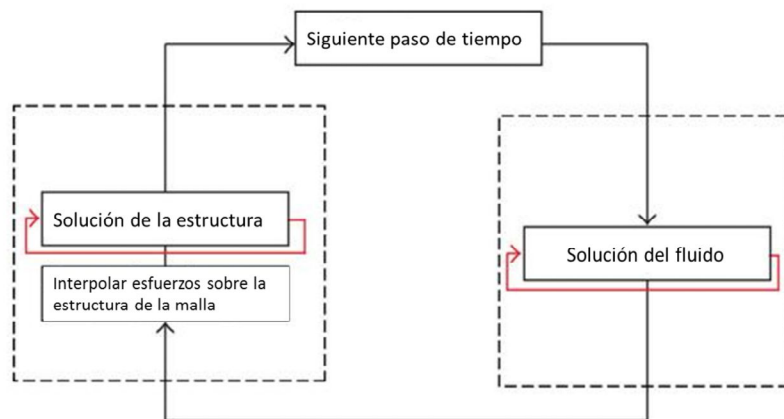 Siguiente paso de tiempo
Solución de la estructura
Solución del fluido
Interpolar esfuerzos sobre la
estructura de la malla